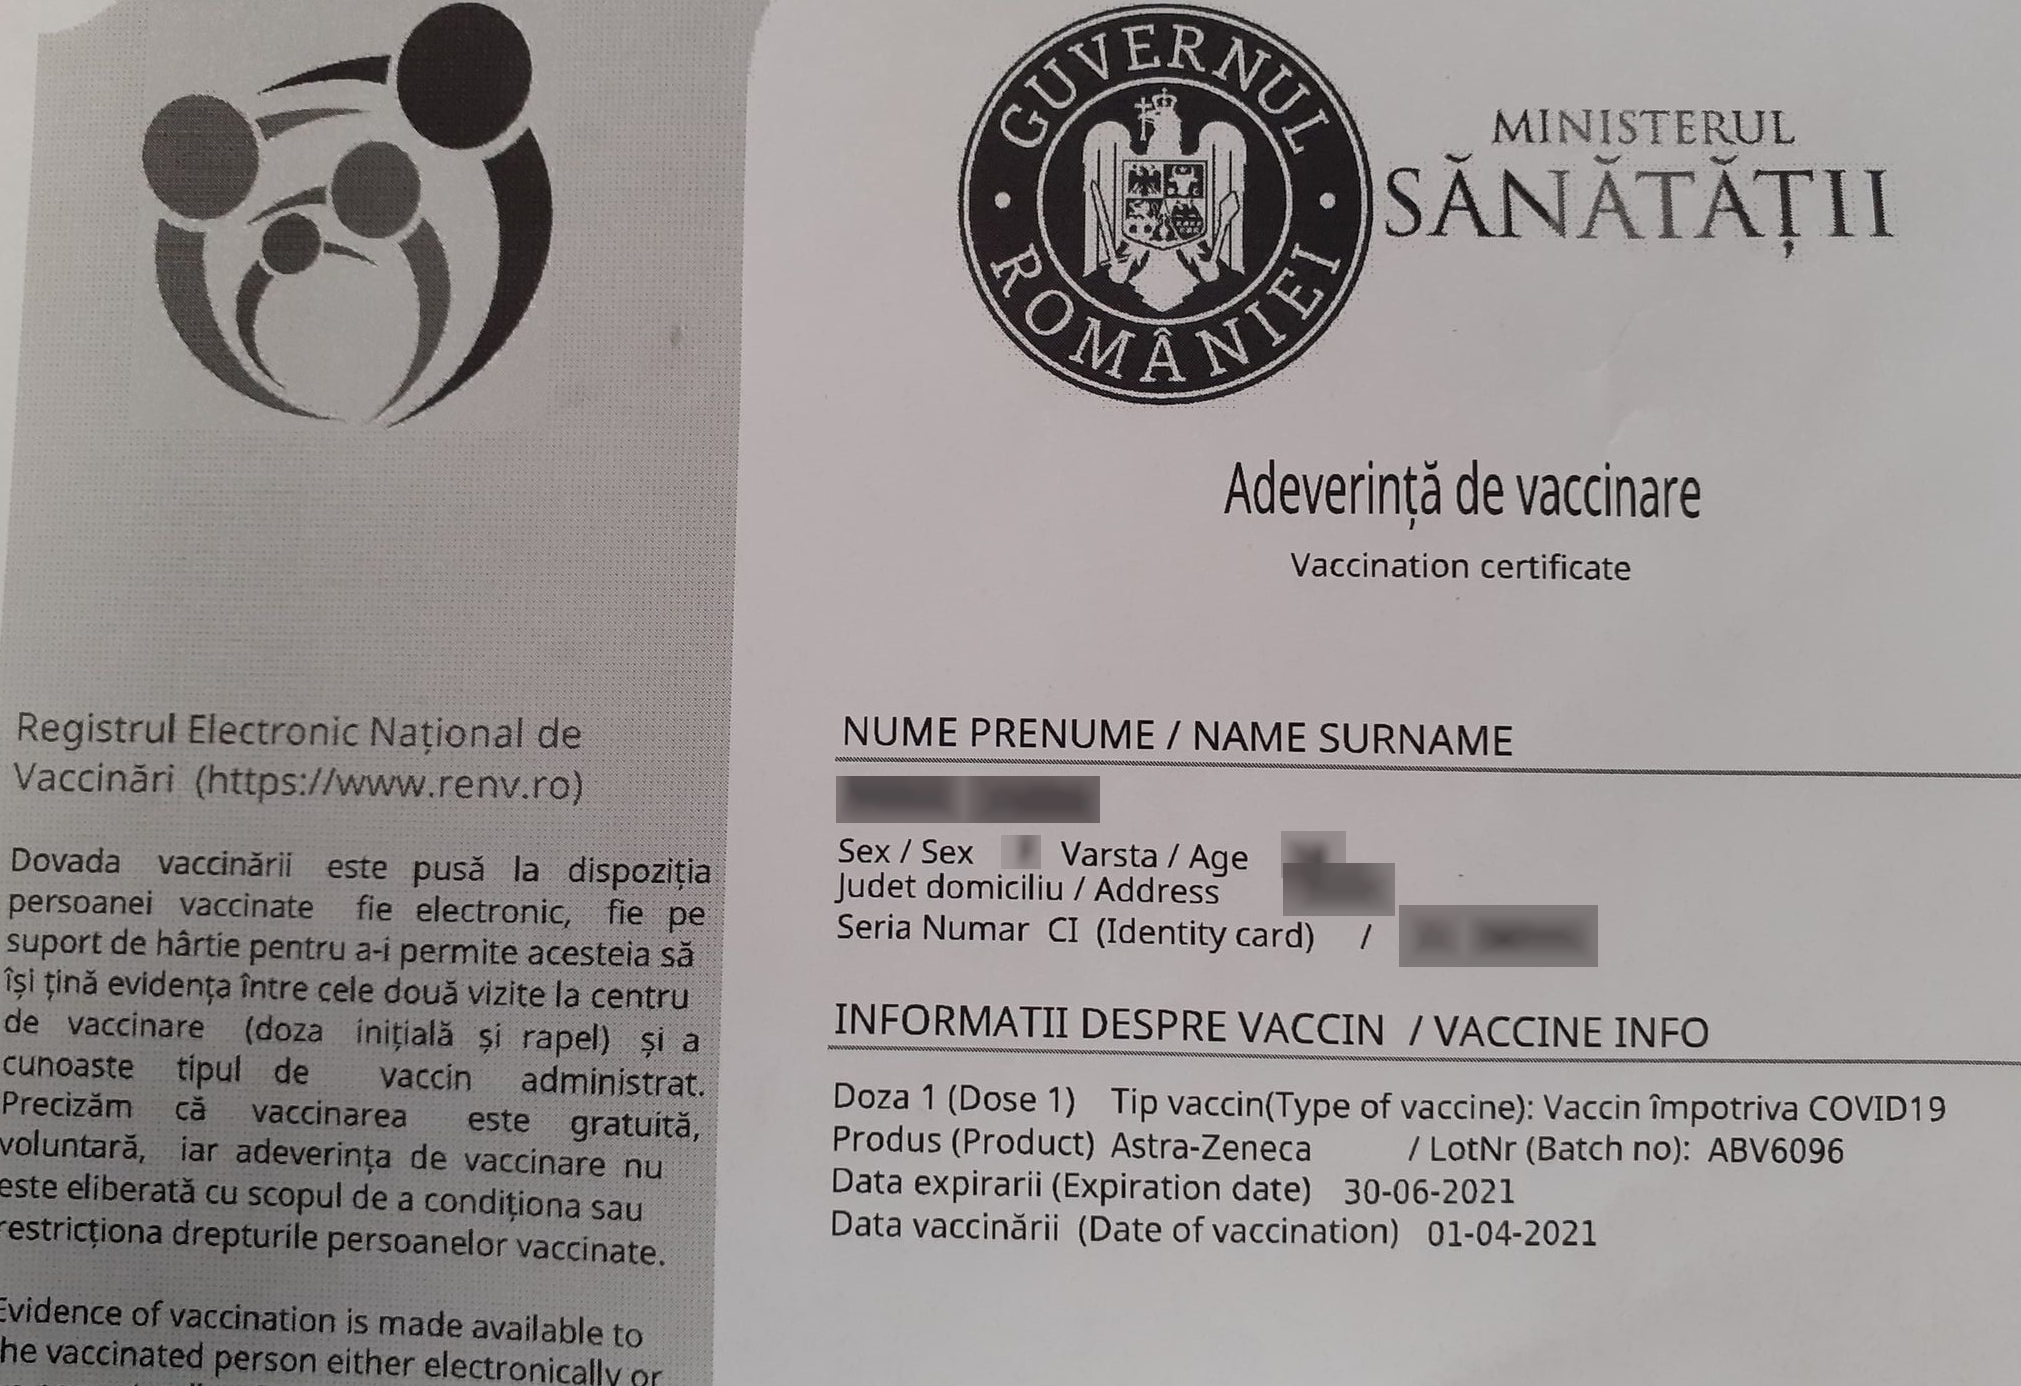 GUVERNUL ROMÂNIEI
MINISTERUL
SĂNĂTĂȚII
Adeverință de vaccinare
Vaccination certificate
Registrul Electronic Național de
Vaccinări (https://www.renv.ro)
Dovada vaccinării este pusă la dispoziția
persoanei vaccinate fie electronic, fie pe
suport de hârtie pentru a-i permite acesteia să
își țină evidența între cele două vizite la centru
de vaccinare (doza inițială și rapel) și a
cunoaste tipul de vaccin administrat.
Precizăm că vaccinarea este gratuită,
voluntară, iar adeverința de vaccinare nu
este eliberată cu scopul de a condiționa sau
restricționa drepturile persoanelor vaccinate.
Evidence of vaccination is made available to
he vaccinated person either electronically or
NUME PRENUME / NAME SURNAME
Sex / Sex Varsta / Age
Judet domiciliu / Address
Seria Numar CI (Identity card) /
INFORMATII DESPRE VACCIN / VACCINE INFO
Doza 1 (Dose 1) Tip vaccin(Type of vaccine): Vaccin împotriva COVID19
Produs (Product) Astra-Zeneca / LotNr (Batch no): ABV6096
Data expirarii (Expiration date) 30-06-2021
Data vaccinării (Date of vaccination) 01-04-2021